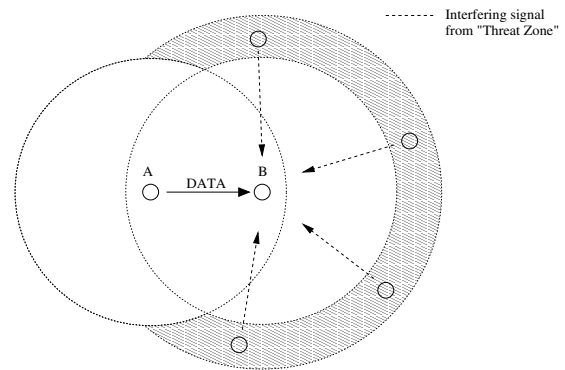 Interfering signal
from "Threat Zone"
A
B
DATA